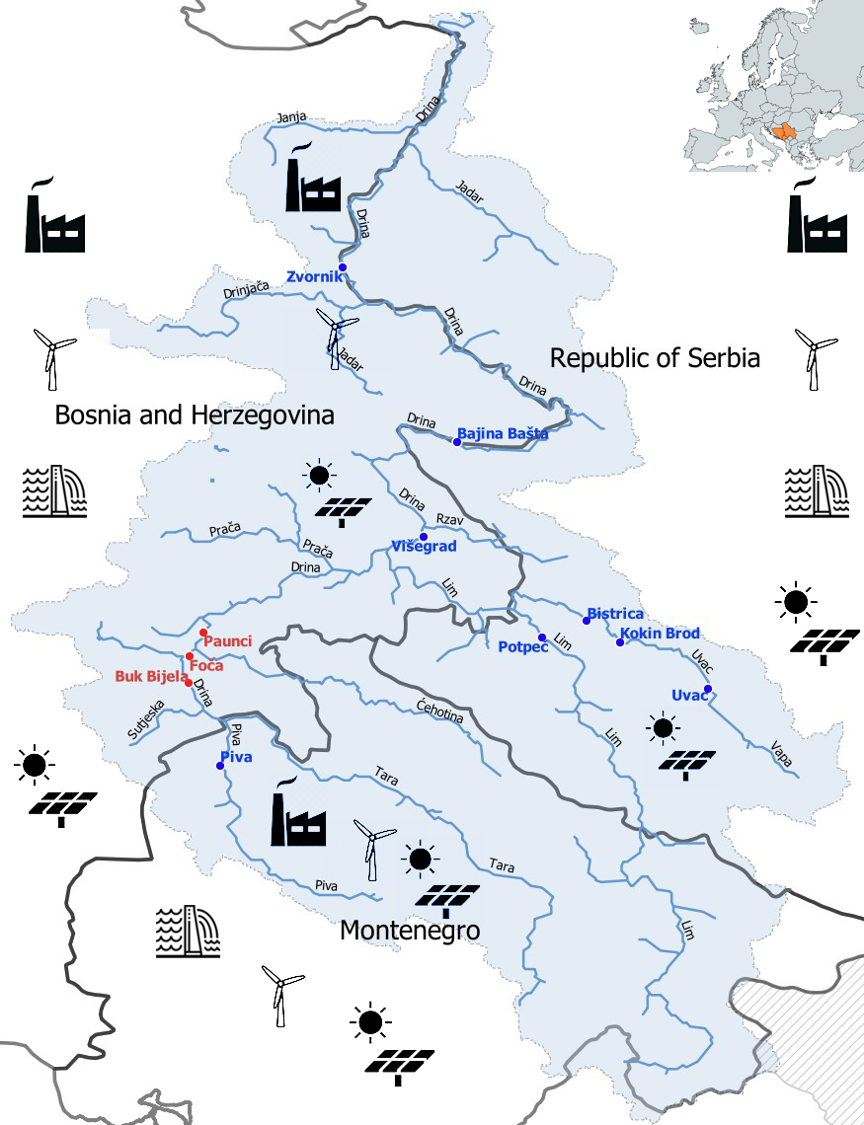 Drina
Janja
Jadar
Drina
Zvornik
Drinjača
Drina
Jadar
Republic of Serbia
Drina
Bosnia and Herzegovina
Drina
Bajina Bašta
Drina
Rzav
Prača
Višegrad
Prača
Drina
Lim
Bistrica
Paunci
Kokin Brod
Potpeć
Lim
Foča
Uvac
Buk Bijela
Drina
Uvac
Sutjeska
Ćehotina
Piva
Lim
Vapa
Piva
Tara
Tara
Piva
Montenegro
Lim